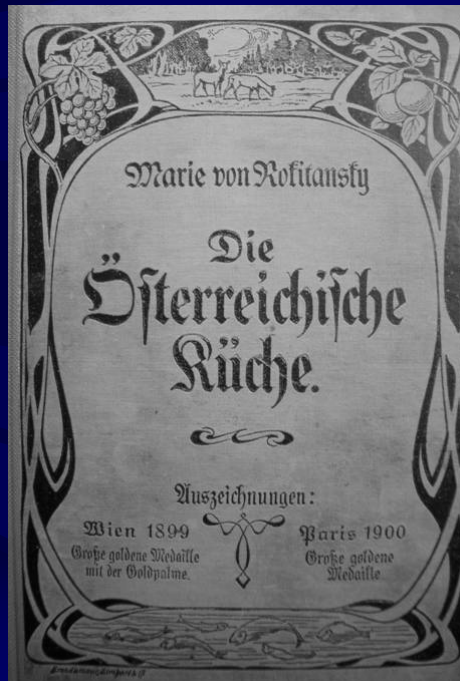 Marie von Rokitansky
Die
Österreichische
Küche.
Auszeichnungen:
Wien 1899
Große goldene Medaille
mit der Goldpalme.
Paris 1900
Große goldene
Medaille